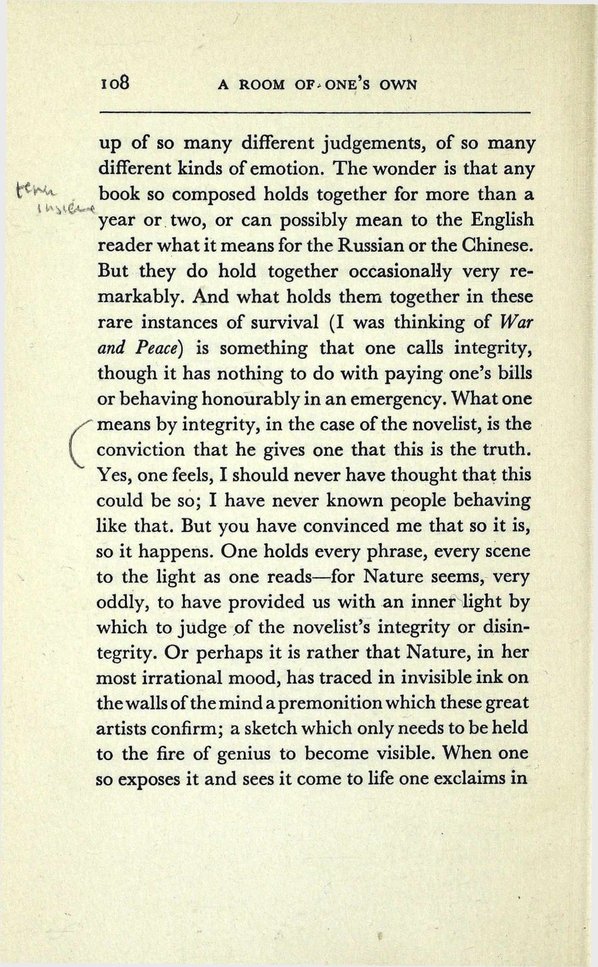 108 A ROOM OF ONE'S OWN
up of so many different judgements, of so many
different kinds of emotion. The wonder is that any
book so composed holds together for more than a
insieme
year or two, or can possibly mean to the English
reader what it means for the Russian or the Chinese.
But they do hold together occasionally very re-
markably. And what holds them together in these
rare instances of survival (I was thinking of War
and Peace) is something that one calls integrity,
though it has nothing to do with paying one's bills
or behaving honourably in an emergency. What one
means by integrity, in the case of the novelist, is the
conviction that he gives one that this is the truth.
Yes, one feels, I should never have thought that this
could be so; I have never known people behaving
like that. But you have convinced me that so it is,
so it happens. One holds every phrase, every scene
to the light as one reads—for Nature seems, very
oddly, to have provided us with an inner light by
which to judge of the novelist's integrity or disin-
tegrity. Or perhaps it is rather that Nature, in her
most irrational mood, has traced in invisible ink on
the walls of the mind a premonition which these great
artists confirm; a sketch which only needs to be held
to the fire of genius to become visible. When one
so exposes it and sees it come to life one exclaims in